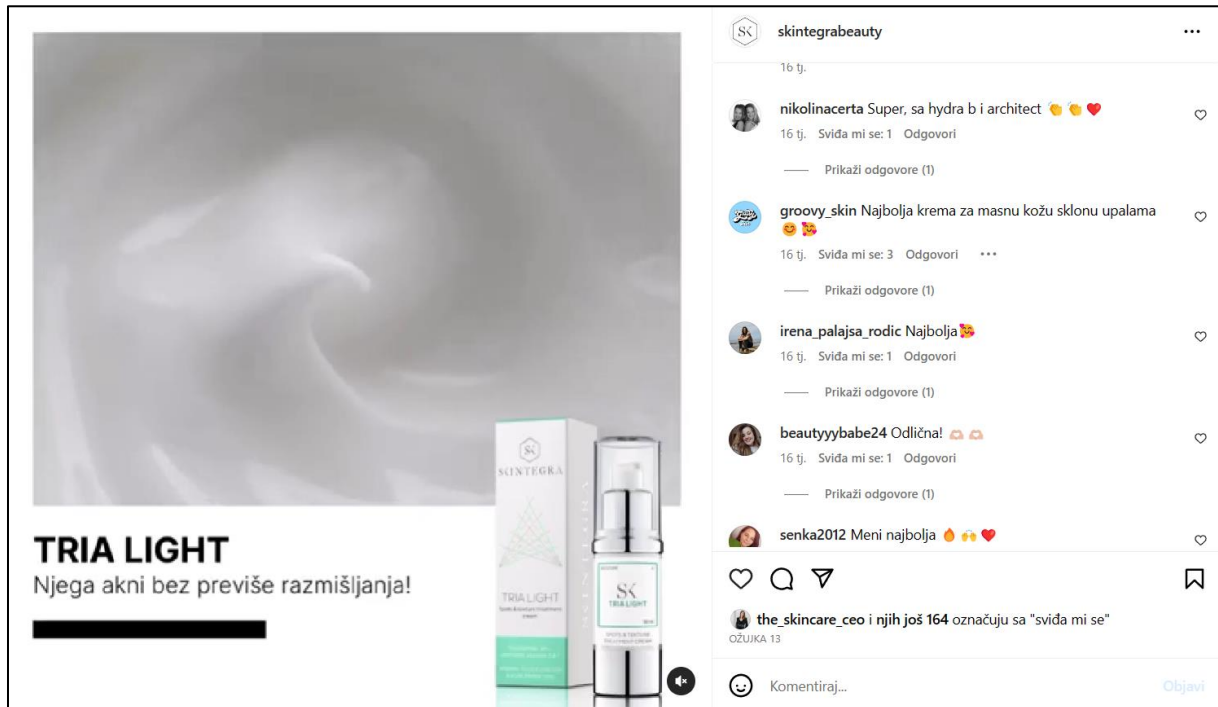 SK
SKINTEGRA
TRIA LIGHT
SKINTEGRA
SK
TRIA LIGHT
TRIA LIGHT
Njega akni bez previše razmišljanja!
SK
skintegrabeauty
16 tj.
nikolinacerta Super, sa hydra b i architect 👏 👏 ❤️
16 tj. Sviđa mi se: 1 Odgovori
Prikaži odgovore (1)
groovy_skin Najbolja krema za masnu kožu sklonu upalama
😊 🥰
16 tj. Sviđa mi se: 3 Odgovori
Prikaži odgovore (1)
irena_palajsa_rodic Najbolja🥰
16 tj. Sviđa mi se: 1 Odgovori
Prikaži odgovore (1)
beautyyybabe24 Odlična! 🫶🏻 🫶🏻
16 tj. Sviđa mi se: 1 Odgovori
Prikaži odgovore (1)
senka2012 Meni najbolja 🔥 🙌 ❤️
the_skincare_ceo i njih još 164 označuju sa "sviđa mi se"
OŽUJKA 13
Komentiraj...
Objavi